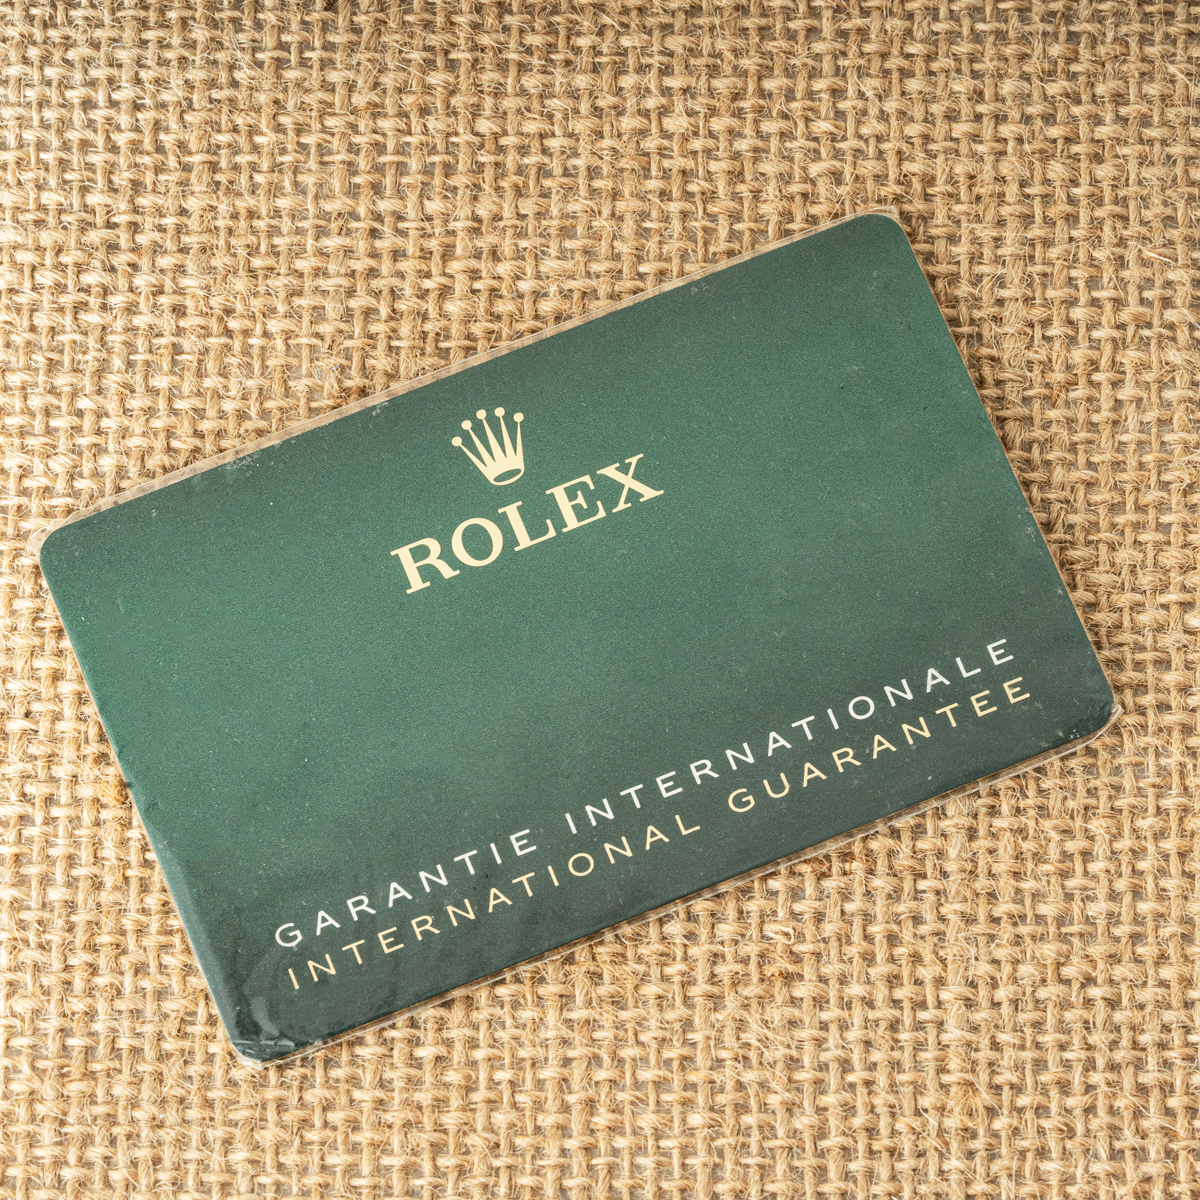 ROLEX
GARANTIE INTERNATIONALE
INTERNATIONAL GUARANTEE